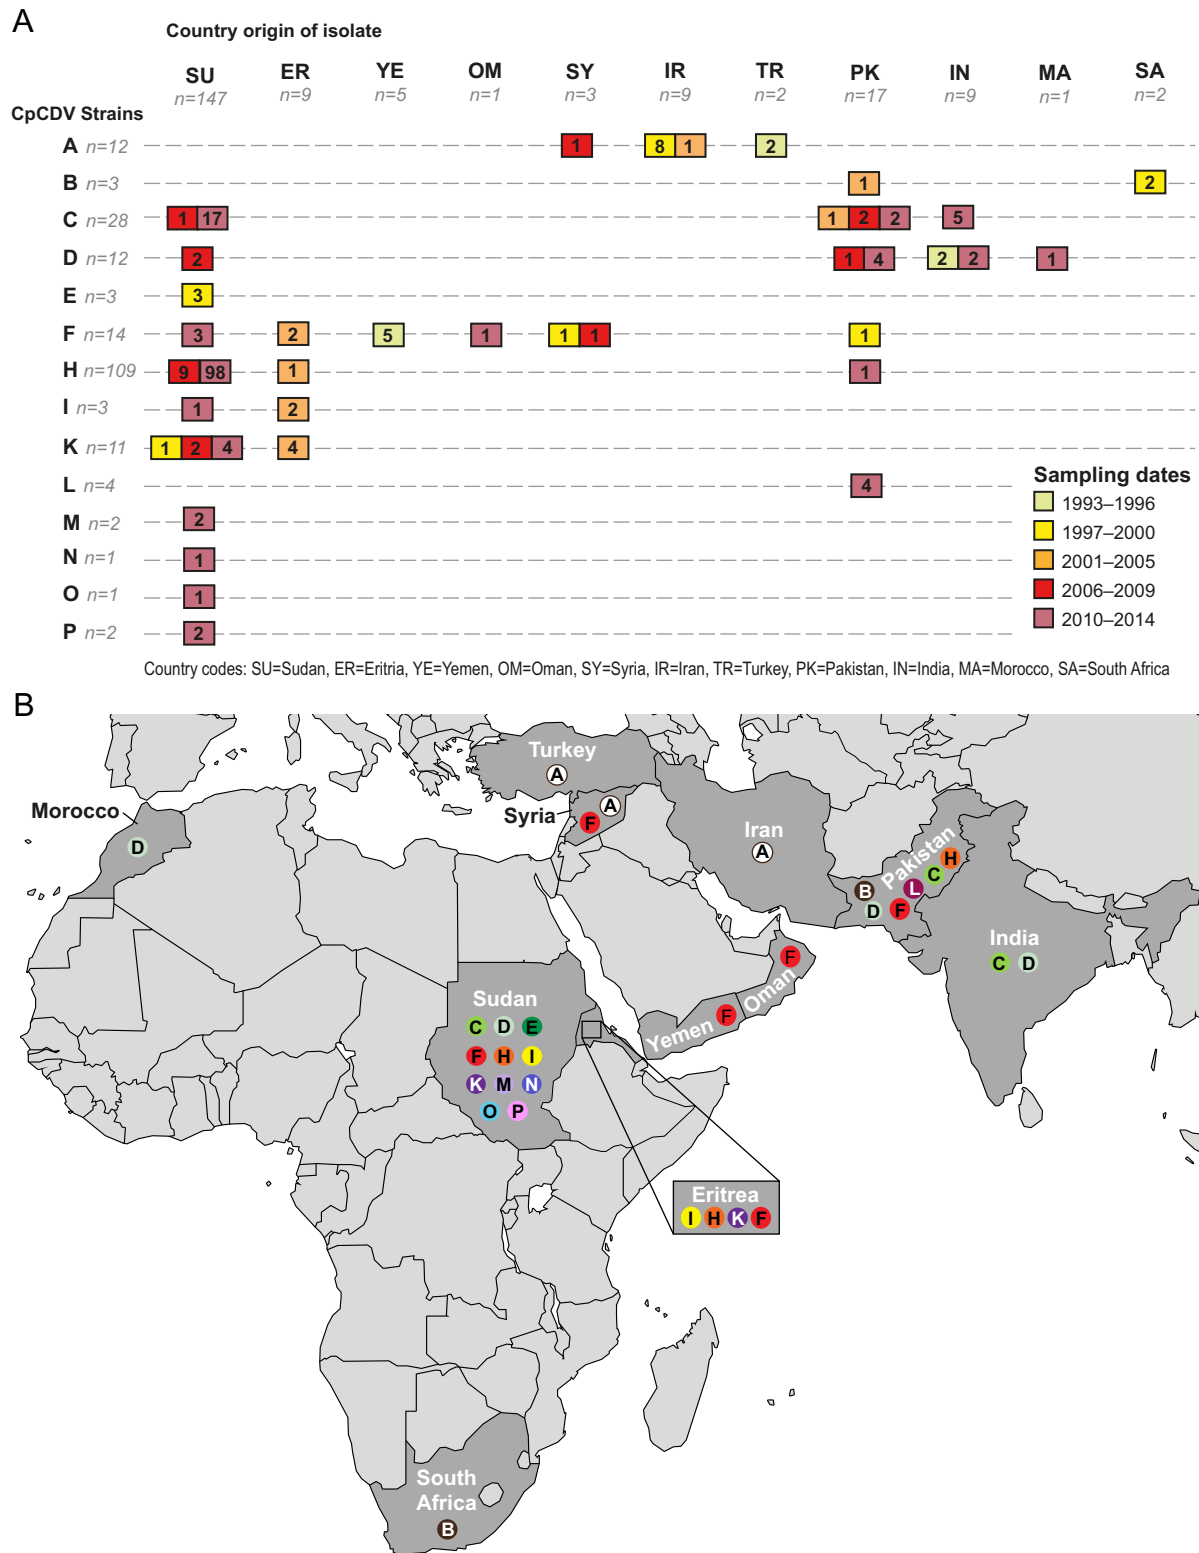 A
Country origin of isolate
SU ER YE OM SY IR TR PK IN MA SA
n=147 n=9 n=5 n=1 n=3 n=9 n=2 n=17 n=9 n=1 n=2
CpCDV Strains
A n=12 1 8 1 2
B n=3 1 2
C n=28 1 17 1 2 2 5
D n=12 2 1 4 2 2 1
E n=3 3
F n=14 3 2 5 1 1 1 1
H n=109 9 98 1 1
I n=3 1 2
K n=11 1 2 4 4
L n=4 4
M n=2 2
N n=1 1
O n=1 1
P n=2 2
Sampling dates
1993–1996
1997–2000
2001–2005
2006–2009
2010–2014
Country codes: SU=Sudan, ER=Eritria, YE=Yemen, OM=Oman, SY=Syria, IR=Iran, TR=Turkey, PK=Pakistan, IN=India, MA=Morocco, SA=South Africa
B
Turkey
A
Morocco
D
Syria
A
F
Iran
A
Pakistan
H
C
L
B
D
F
India
C D
Oman
F
Yemen
F
Sudan
C D E
F H I
K M N
O P
Eritrea
I H K F
South
Africa
B